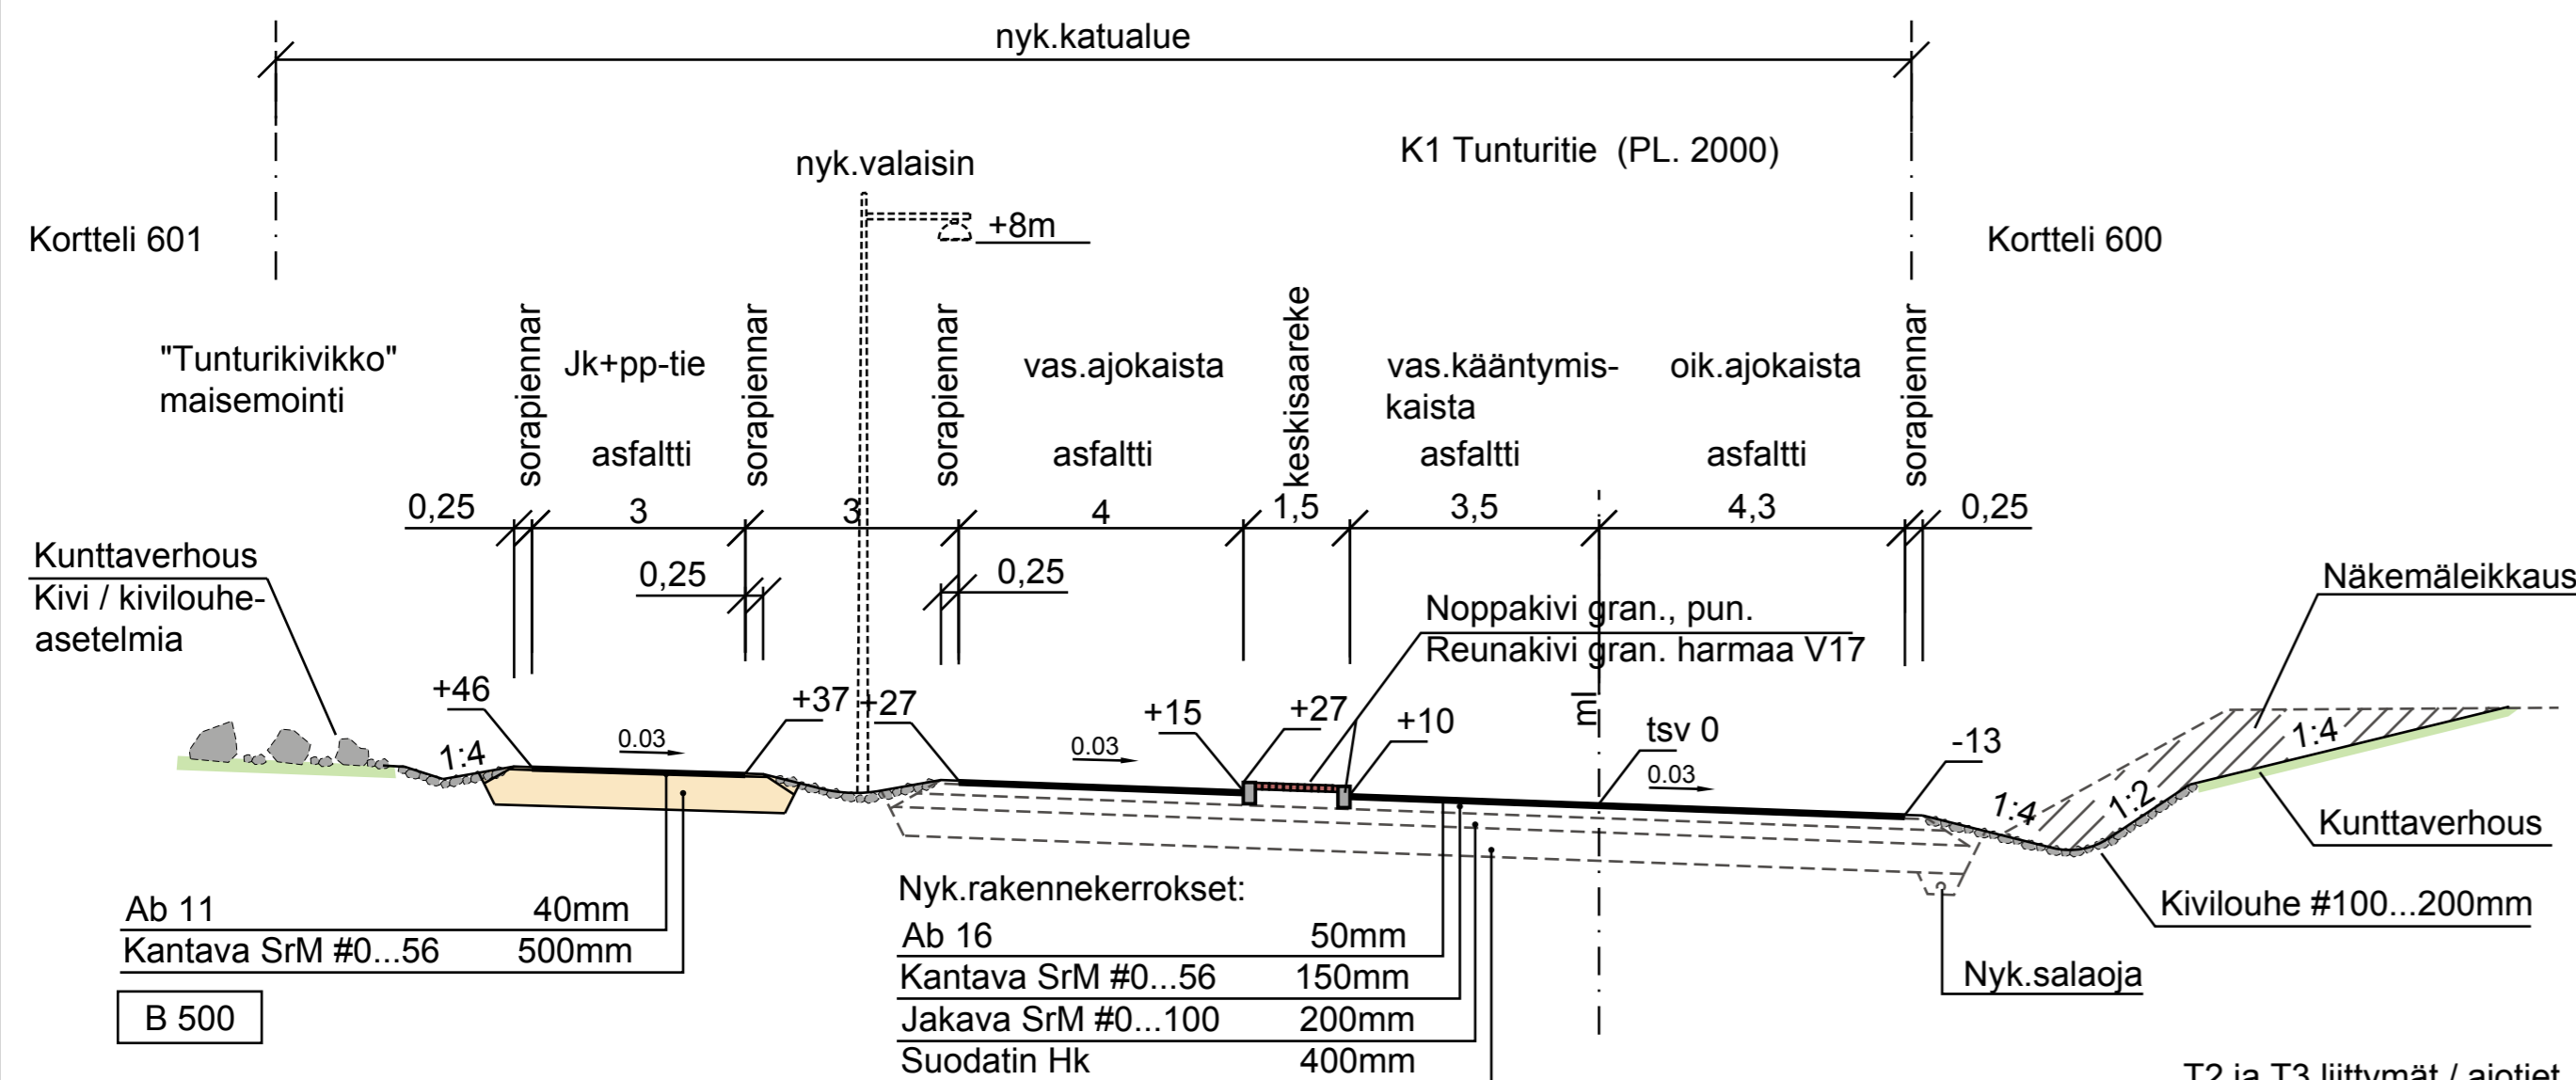 nyk.katualue
K1 Tunturitie (PL. 2000)
nyk.valaisin
+8m
Kortteli 601
Kortteli 600
"Tunturikivikko"
maisemointi
sorapiennar
Jk+pp-tie
asfaltti
sorapiennar
sorapiennar
vas.ajokaista
asfaltti
keskisaareke
vas.kääntymis-
kaista
asfaltti
oik.ajokaista
asfaltti
sorapiennar
0,25
3
3
4
1,5
3,5
4,3
0,25
0,25
0,25
Kunttaverhous
Kivi / kivilouhe-
asetelmia
Noppakivi gran., pun.
Reunakivi gran. harmaa V17
Näkemäleikkaus
+46
+37
+27
+15
+27
+10
ml
tsv 0
-13
1:4
0.03
0.03
0.03
1:4
1:2
1:4
Kunttaverhous
Kivilouhe #100...200mm
Nyk.salaoja
Ab 11 40mm
Kantava SrM #0...56 500mm
B 500
Nyk.rakennekerrokset:
Ab 16 50mm
Kantava SrM #0...56 150mm
Jakava SrM #0...100 200mm
Suodatin Hk 400mm
T2 ja T3 liittymät / ajotiet